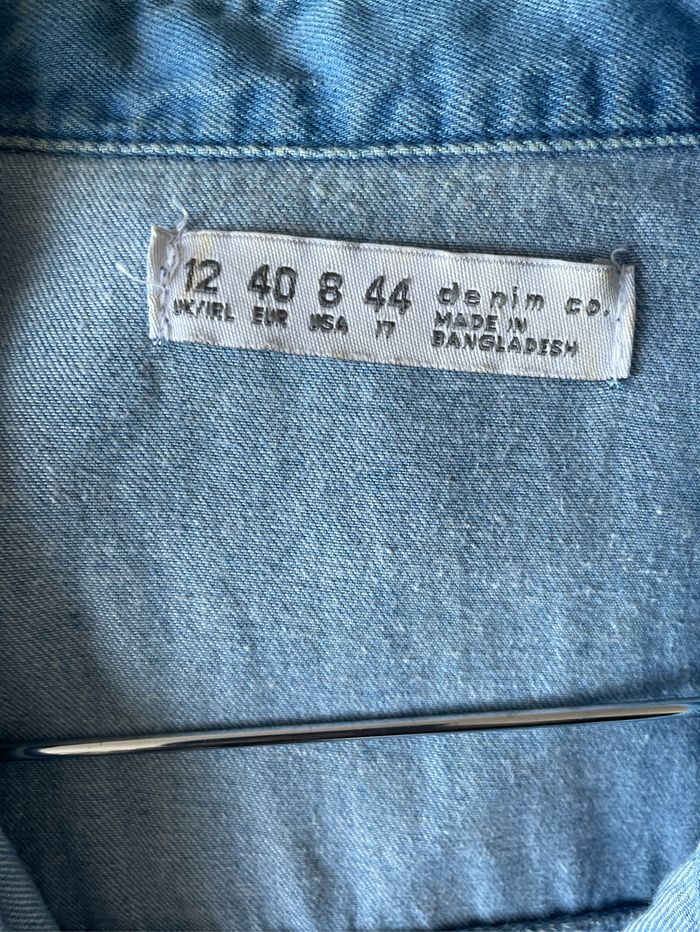 12 40 8 44 denim co.
UK/IRL EUR USA IT MADE IN
BANGLADESH